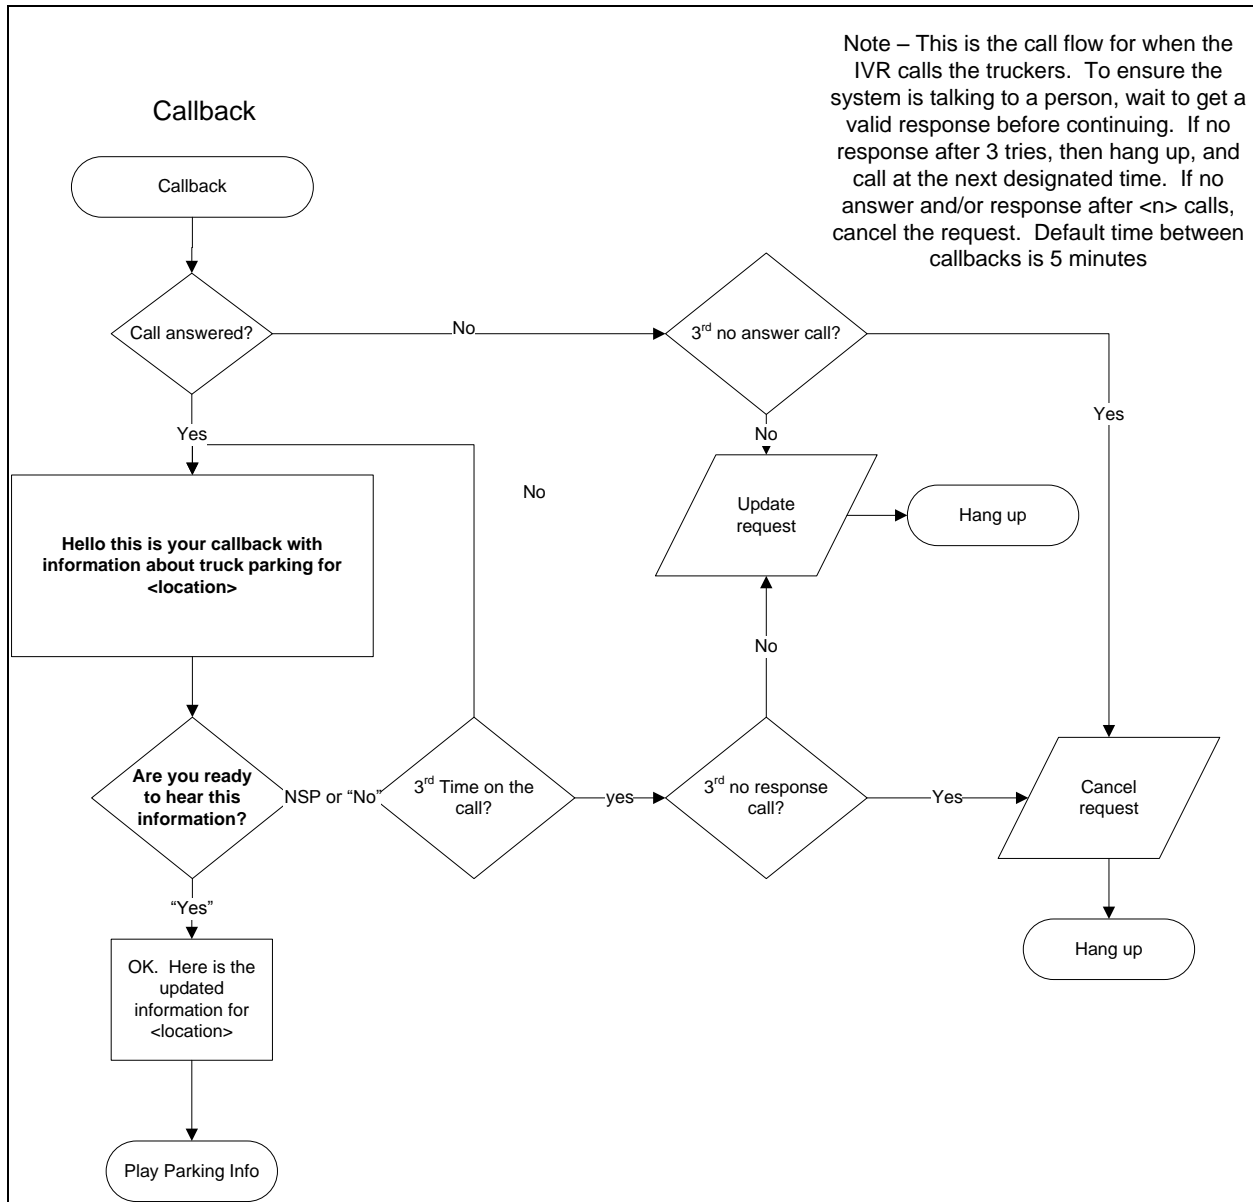 Note – This is the call flow for when the
IVR calls the truckers.  To ensure the
system is talking to a person, wait to get a
valid response before continuing.  If no
response after 3 tries, then hang up, and
call at the next designated time.  If no
answer and/or response after <n> calls,
cancel the request.  Default time between
callbacks is 5 minutes
Callback
Callback
Call answered?
No
3rd no answer call?
Yes
Yes
No
No
Update
request
Hang up
Hello this is your callback with
information about truck parking for
<location>
No
Are you ready
to hear this
information?
NSP or “No”
3rd Time on the
call?
yes
3rd no response
call?
Yes
Cancel
request
“Yes”
Hang up
OK.  Here is the
updated
information for
<location>
Play Parking Info